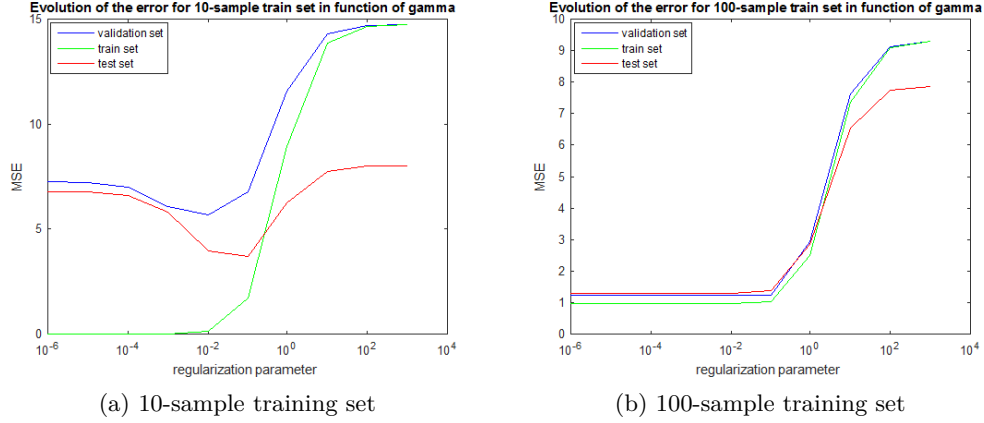 Evolution of the error for 10-sample train set in function of gamma
15
10
5
0
MSE
validation set
train set
test set
10^-6
10^-4
10^-2
10^0
10^2
10^4
regularization parameter
(a) 10-sample training set
Evolution of the error for 100-sample train set in function of gamma
10
9
8
7
6
5
4
3
2
1
0
MSE
validation set
train set
test set
10^-6
10^-4
10^-2
10^0
10^2
10^4
regularization parameter
(b) 100-sample training set